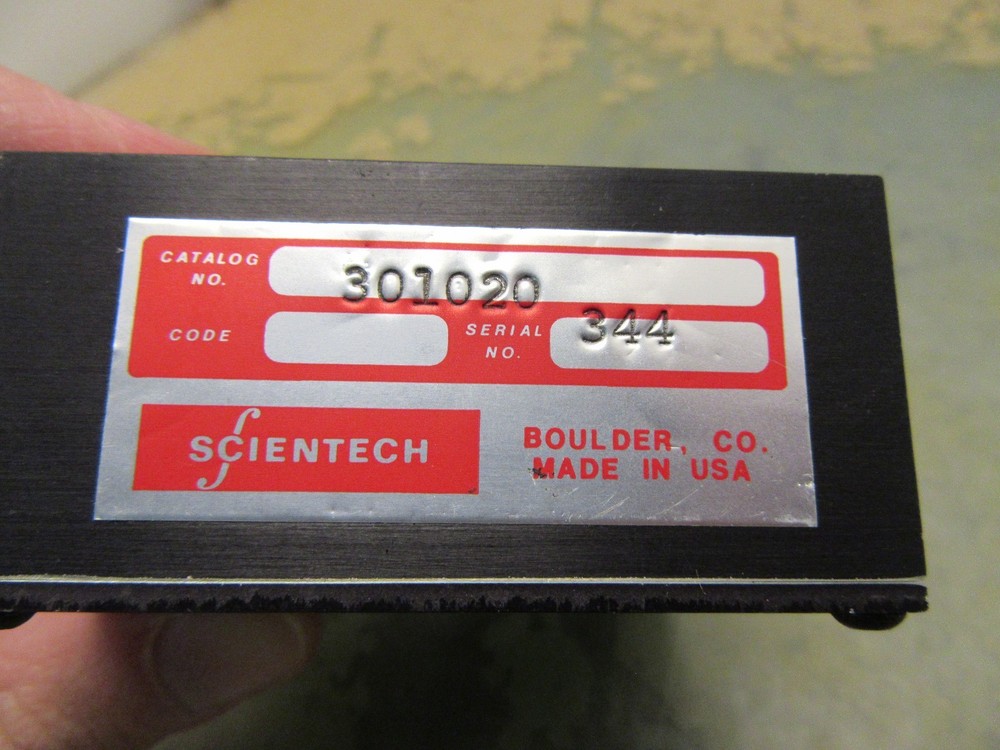 CATALOG NO. 301020
CODE SERIAL NO. 344
SCIENTECH
BOULDER, CO.
MADE IN USA